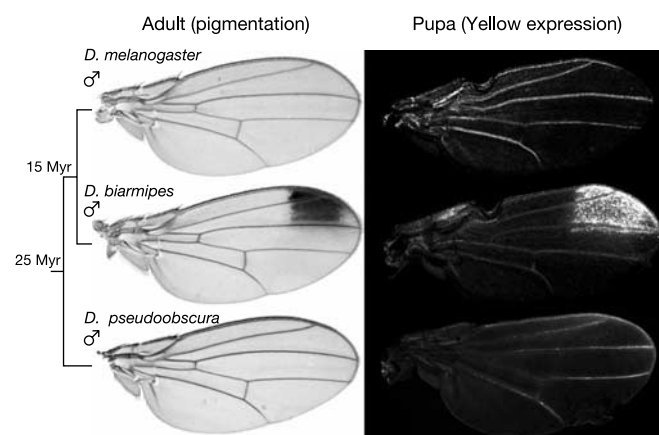 Adult (pigmentation)
Pupa (Yellow expression)
D. melanogaster
♂
15 Myr
D. biarmipes
♂
25 Myr
D. pseudoobscura
♂